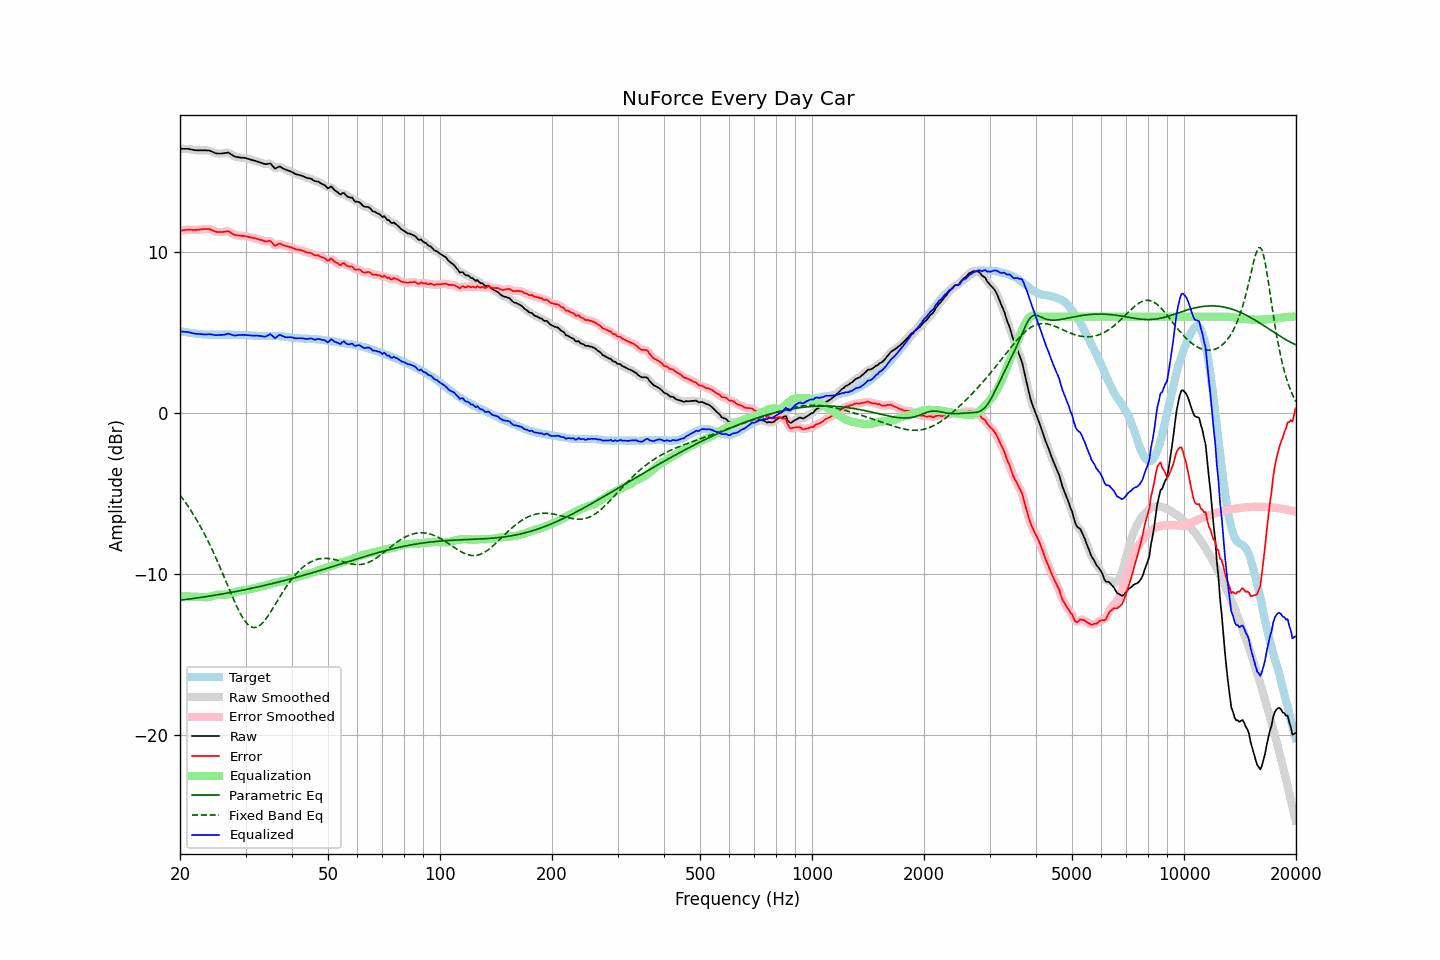 NuForce Every Day Car
Amplitude (dBr)
10
0
−10
−20
Target
Raw Smoothed
Error Smoothed
Raw
Error
Equalization
Parametric Eq
Fixed Band Eq
Equalized
20 50 100 200 500 1000 2000 5000 10000 20000
Frequency (Hz)